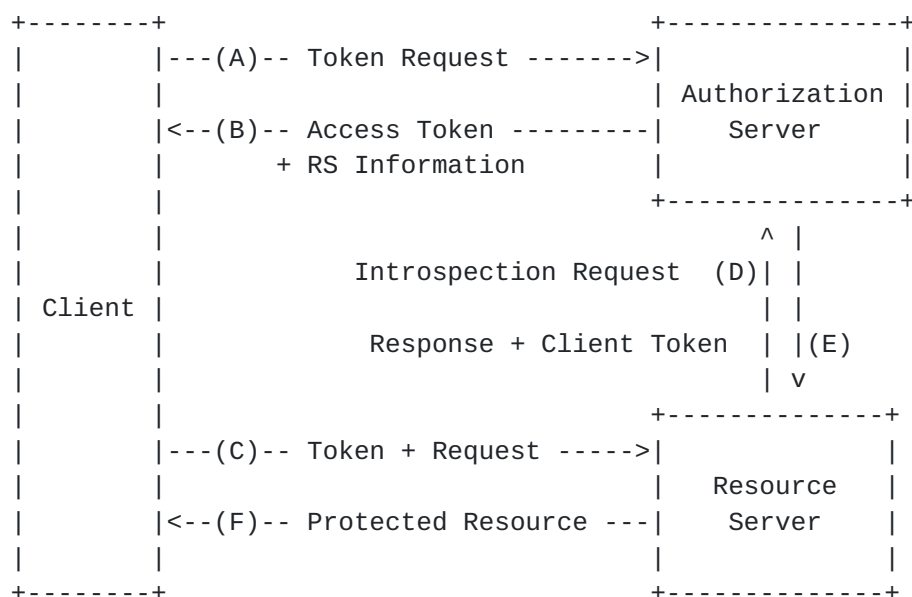 +--------+                               +---------------+
|        |---(A)-- Token Request ------->|               |
|        |                               | Authorization |
|        |<--(B)-- Access Token ---------|    Server     |
|        |       + RS Information        |               |
|        |                               +---------------+
|        |                                      ^ |
|        |            Introspection Request  (D)| |
| Client |                                      | |
|        |             Response + Client Token  | |(E)
|        |                                      | v
|        |                               +--------------+
|        |---(C)-- Token + Request ----->|              |
|        |                               |   Resource   |
|        |<--(F)-- Protected Resource ---|    Server    |
|        |                               |              |
+--------+                               +--------------+